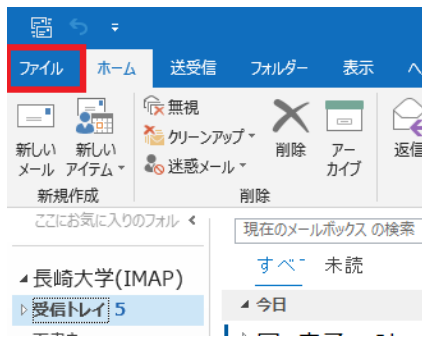 ファイル ホーム 送受信 フォルダー 表示
新しい メール
新しい アイテム
無視
クリーンアップ
迷惑メール
削除
アー カイブ
返信
新規作成
削除
ここにお気に入りのフォル
現在のメールボックス の検索
すべて 未読
長崎大学(IMAP)
今日
受信トレイ 5